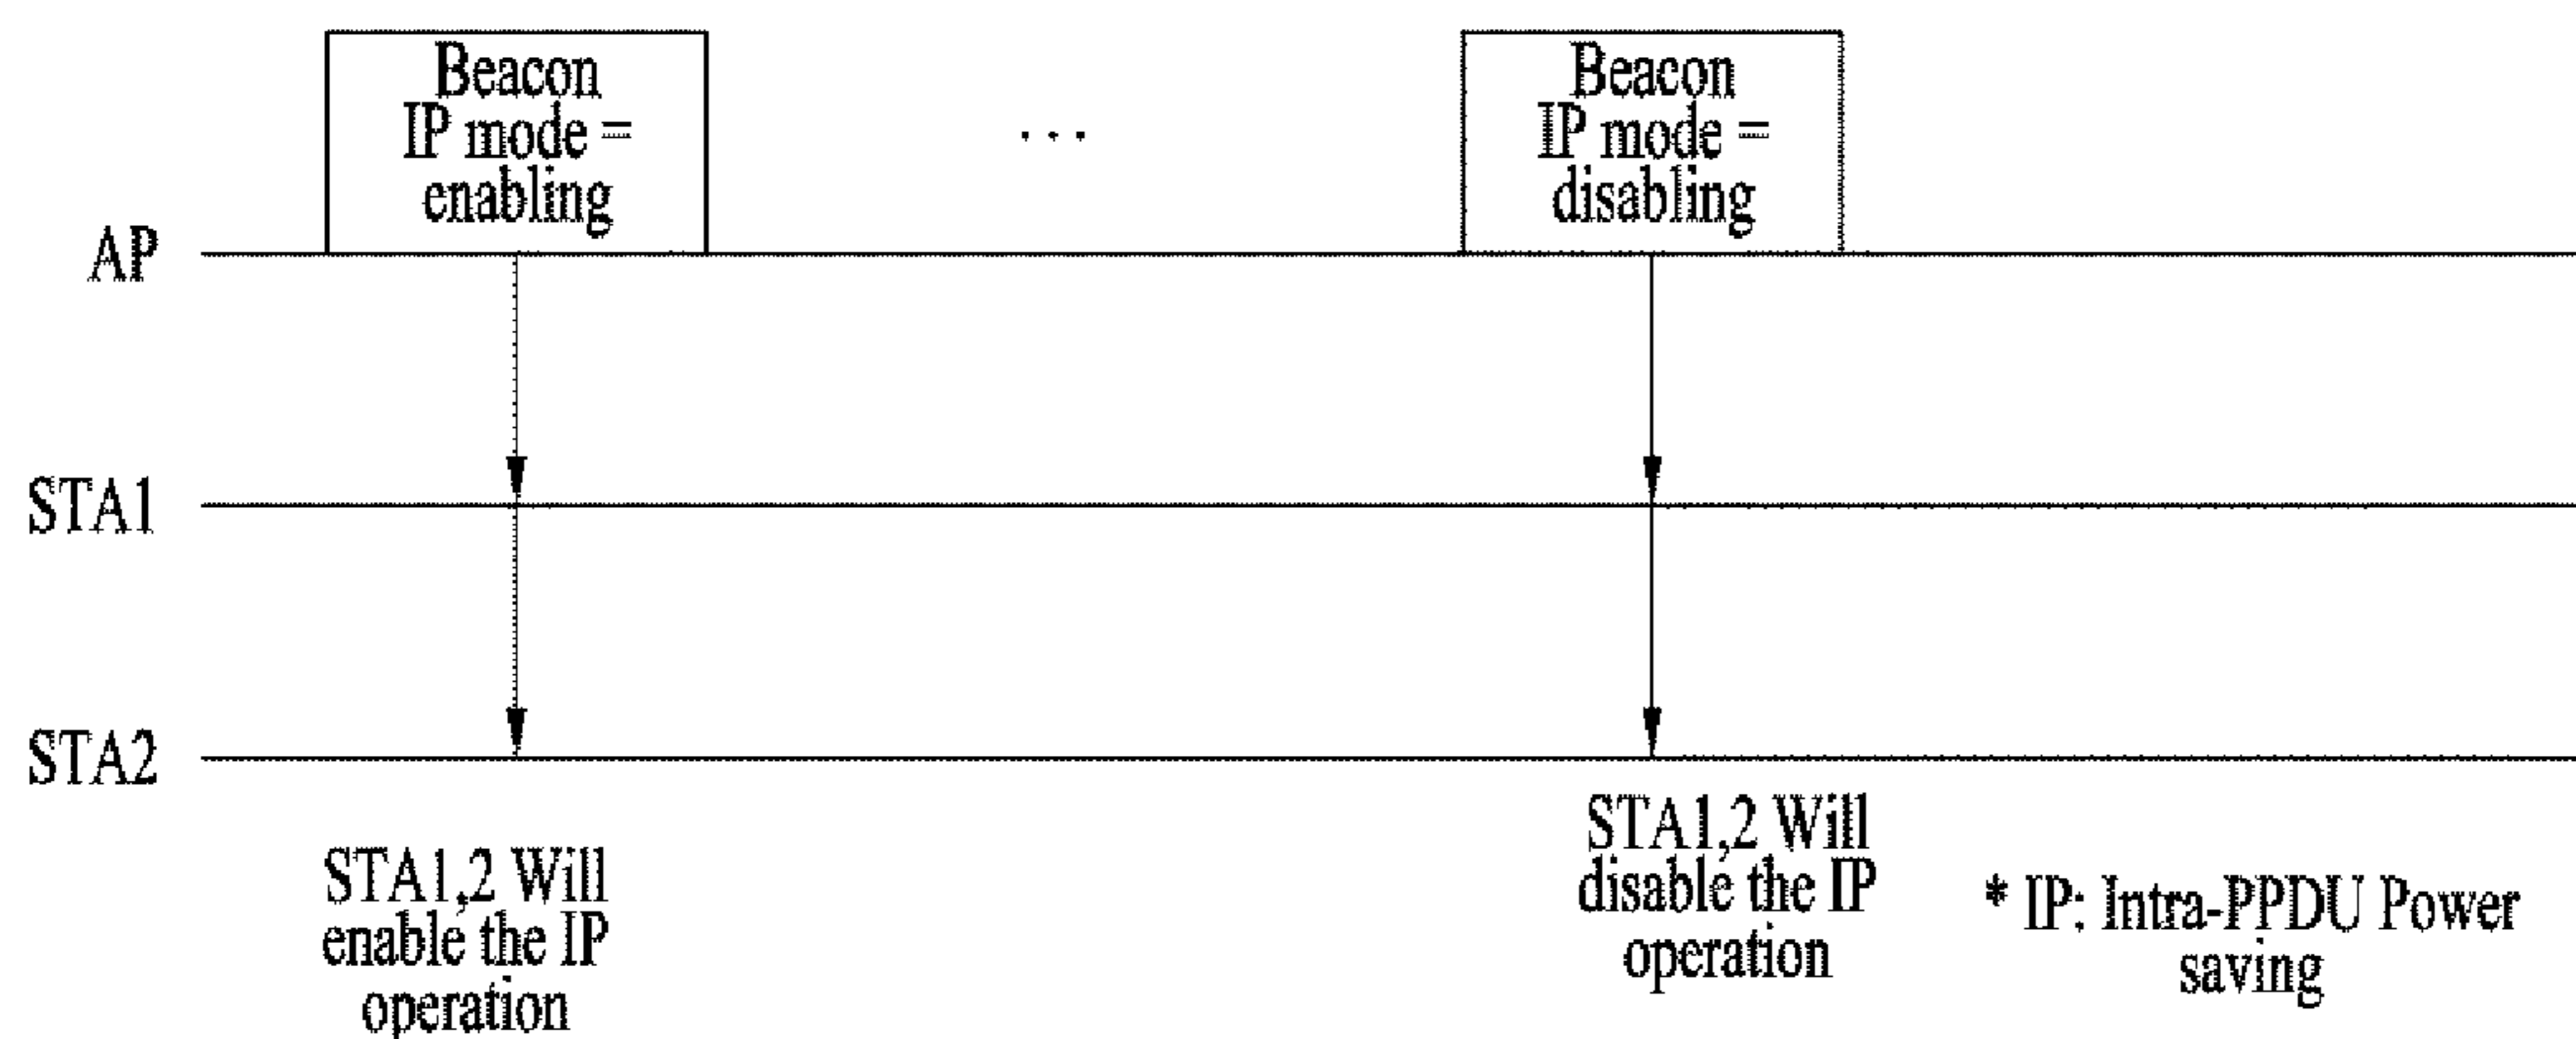 Beacon
IP mode =
enabling
...
Beacon
IP mode =
disabling
AP
STA1
STA2
STA1,2 Will
enable the IP
operation
STA1,2 Will
disable the IP
operation
* IP: Intra-PPDU Power
saving